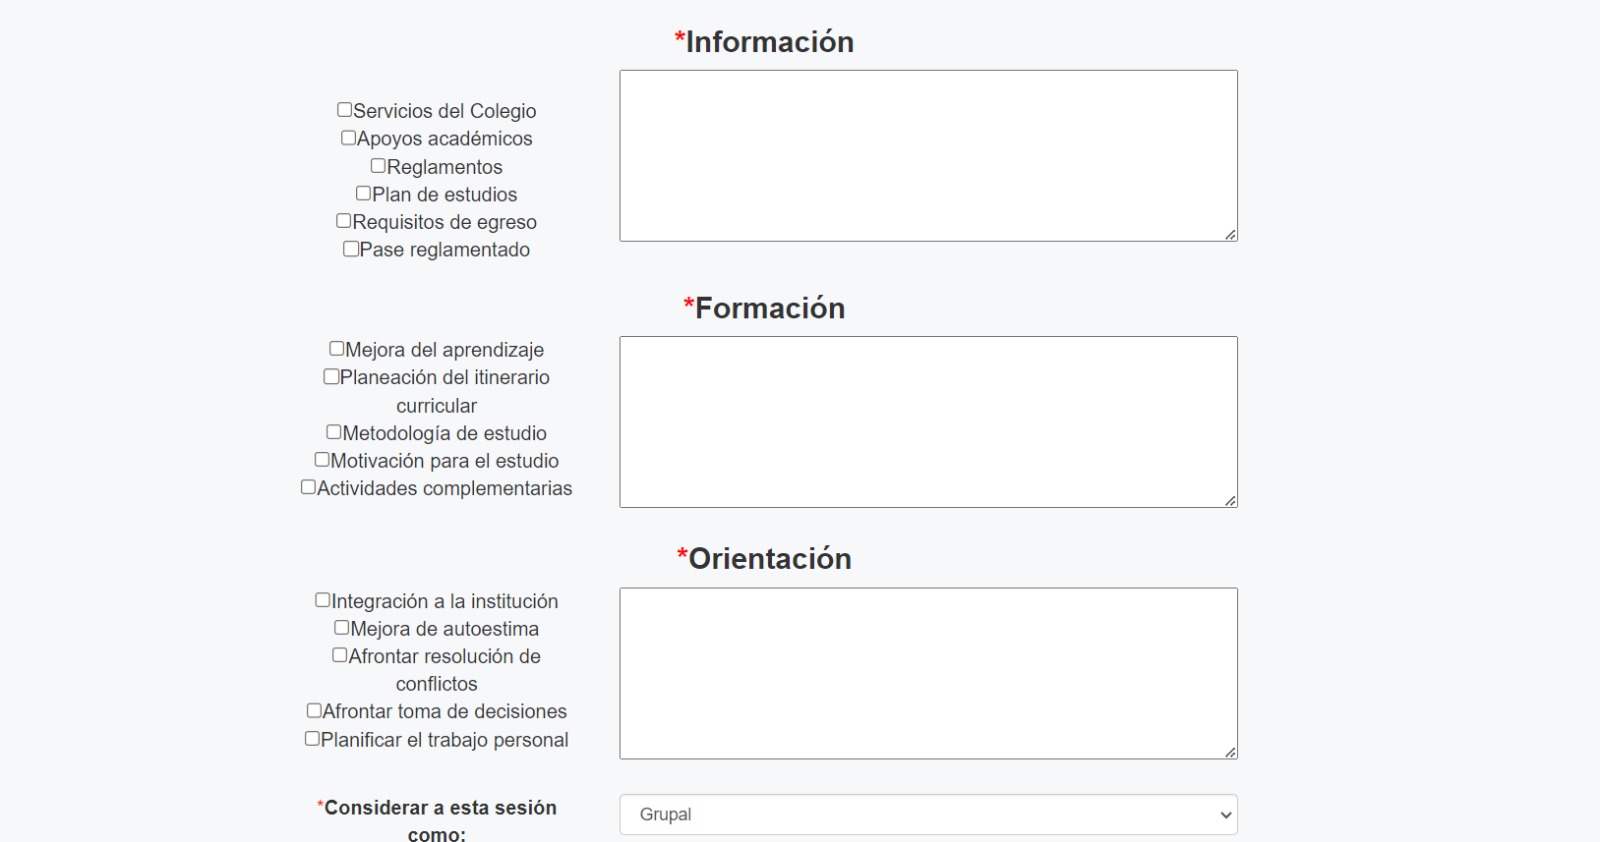 *Información
Servicios del Colegio
Apoyos académicos
Reglamentos
Plan de estudios
Requisitos de egreso
Pase reglamentado
*Formación
Mejora del aprendizaje
Planeación del itinerario
curricular
Metodología de estudio
Motivación para el estudio
Actividades complementarias
*Orientación
Integración a la institución
Mejora de autoestima
Afrontar resolución de
conflictos
Afrontar toma de decisiones
Planificar el trabajo personal
*Considerar a esta sesión
como:
Grupal